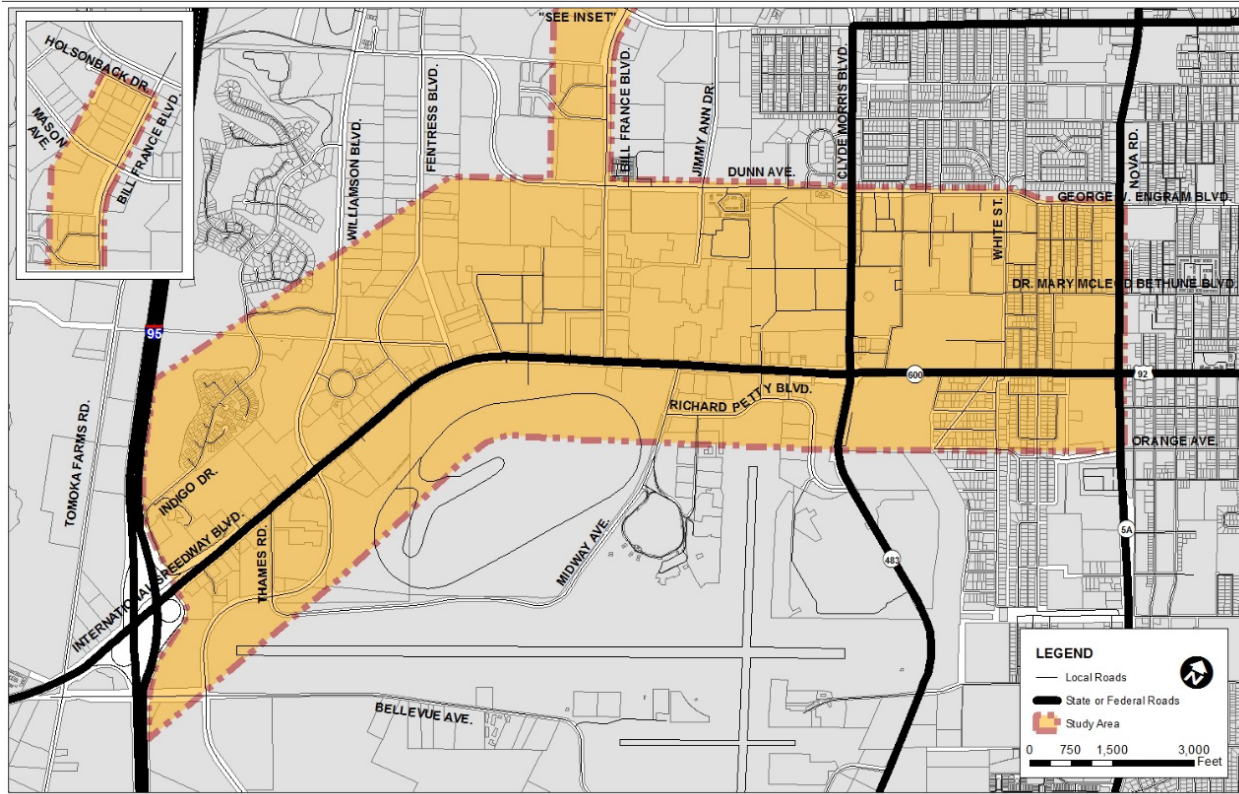 "SEE INSET"
HOLSONBACK DR.
MASON
AVE.
BILL FRANCE BLVD
WILLIAMSON BLVD.
FENTRESS BLVD.
BILL FRANCE BLVD.
JIMMY ANN DR.
DUNN AVE.
CLYDE MORRIS BLVD.
NOVA RD.
GEORGE W. ENGRAM BLVD.
WHITE ST.
DR. MARY MCLEOD BETHUNE BLVD.
95
600
92
RICHARD PETTY BLVD.
ORANGE AVE.
TOMOKA FARMS RD.
INDIGO DR.
INTERNATIONAL SPEEDWAY BLVD.
THAMES RD.
MIDWAY AVE.
483
5A
BELLEVUE AVE.
LEGEND
N
Local Roads
State or Federal Roads
Study Area
0 750 1,500 3,000
Feet